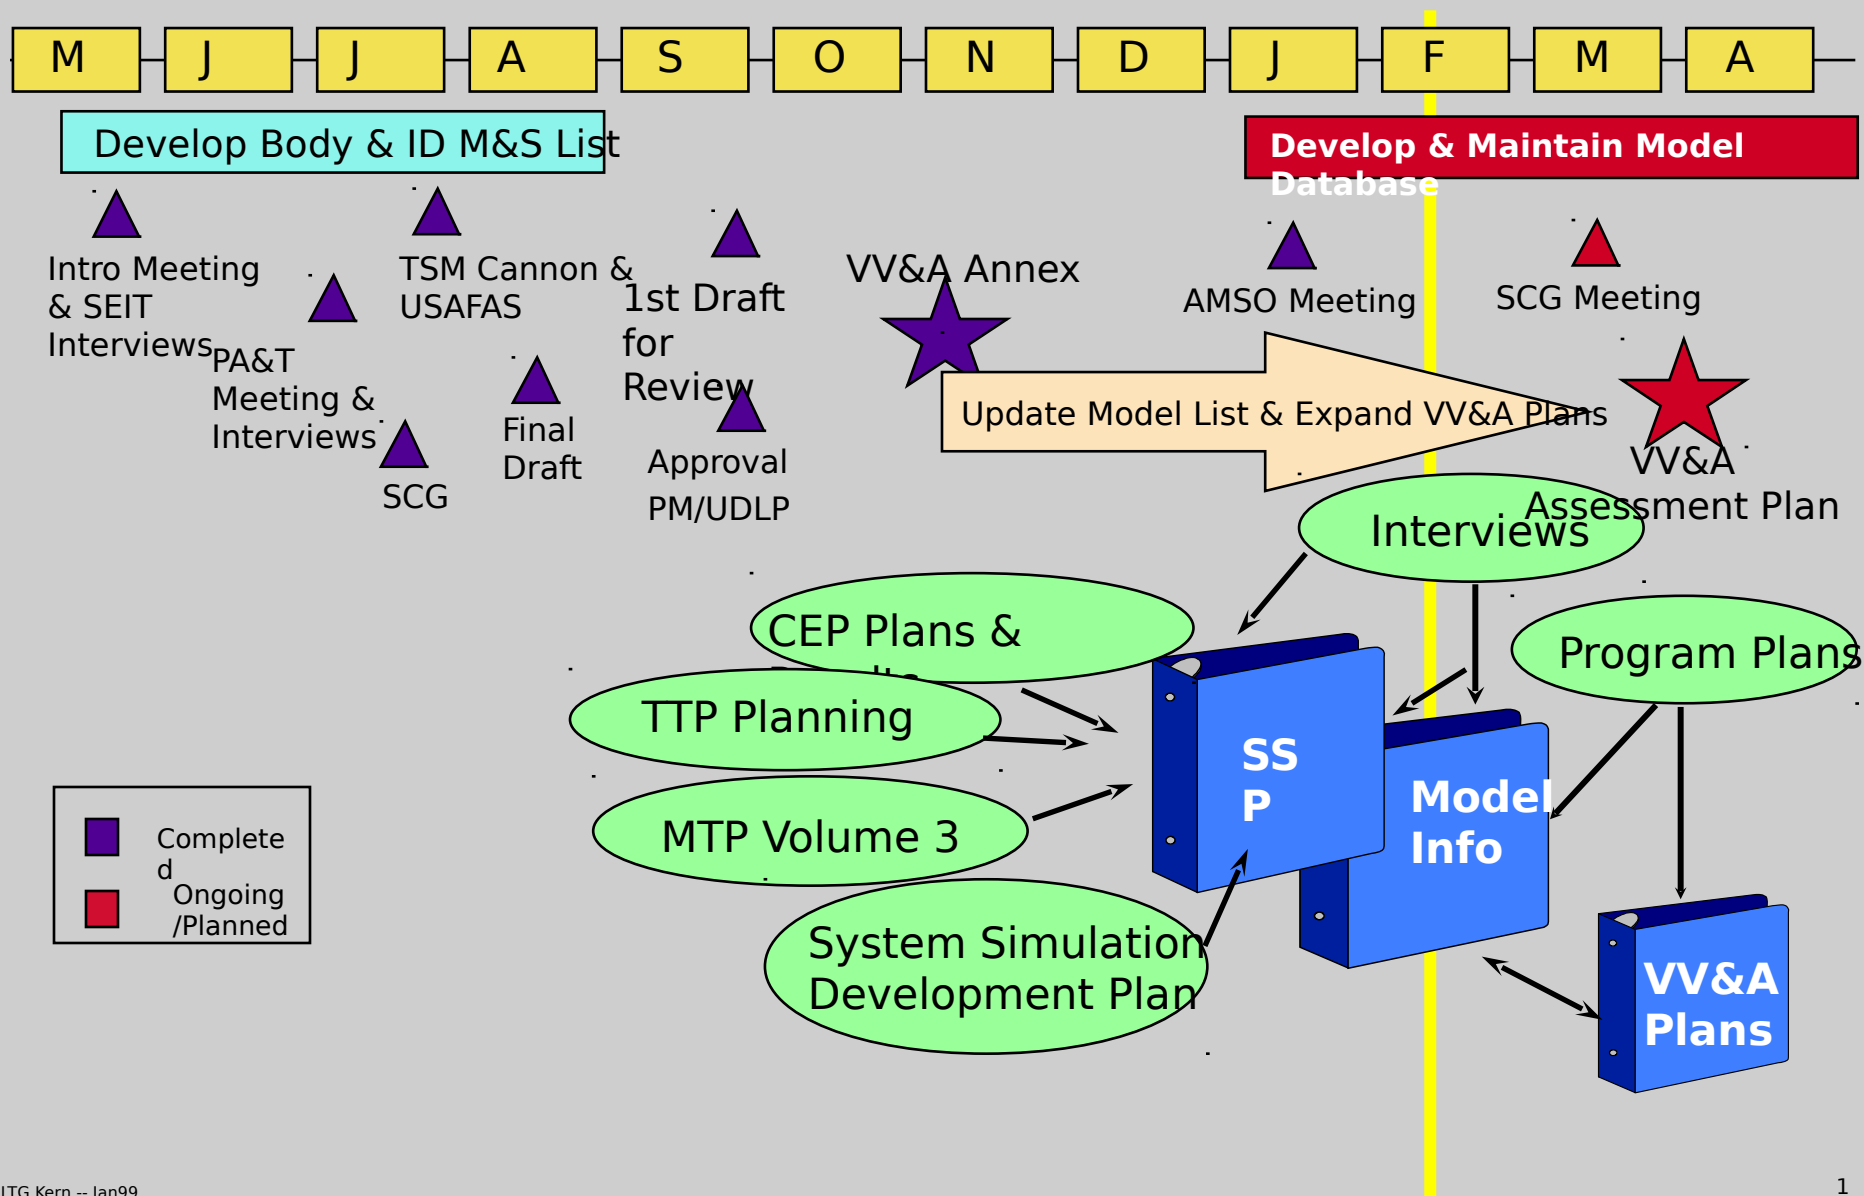 M J J A S O N D J F M A
Develop Body & ID M&S List
Develop & Maintain Model
Database
Intro Meeting
& SEIT
Interviews
TSM Cannon &
USAFAS
1st Draft
for
Review
VV&A Annex
AMSO Meeting
SCG Meeting
PA&T
Meeting &
Interviews
SCG
Final
Draft
Approval
PM/UDLP
Update Model List & Expand VV&A Plans
VV&A
Assessment Plan
Interviews
CEP Plans &
TTP Planning
Program Plans
MTP Volume 3
System Simulation
Development Plan
SS
P
Model
Info
VV&A
Plans
Complete
d
Ongoing
/Planned
LTG Kern -- Jan99
1